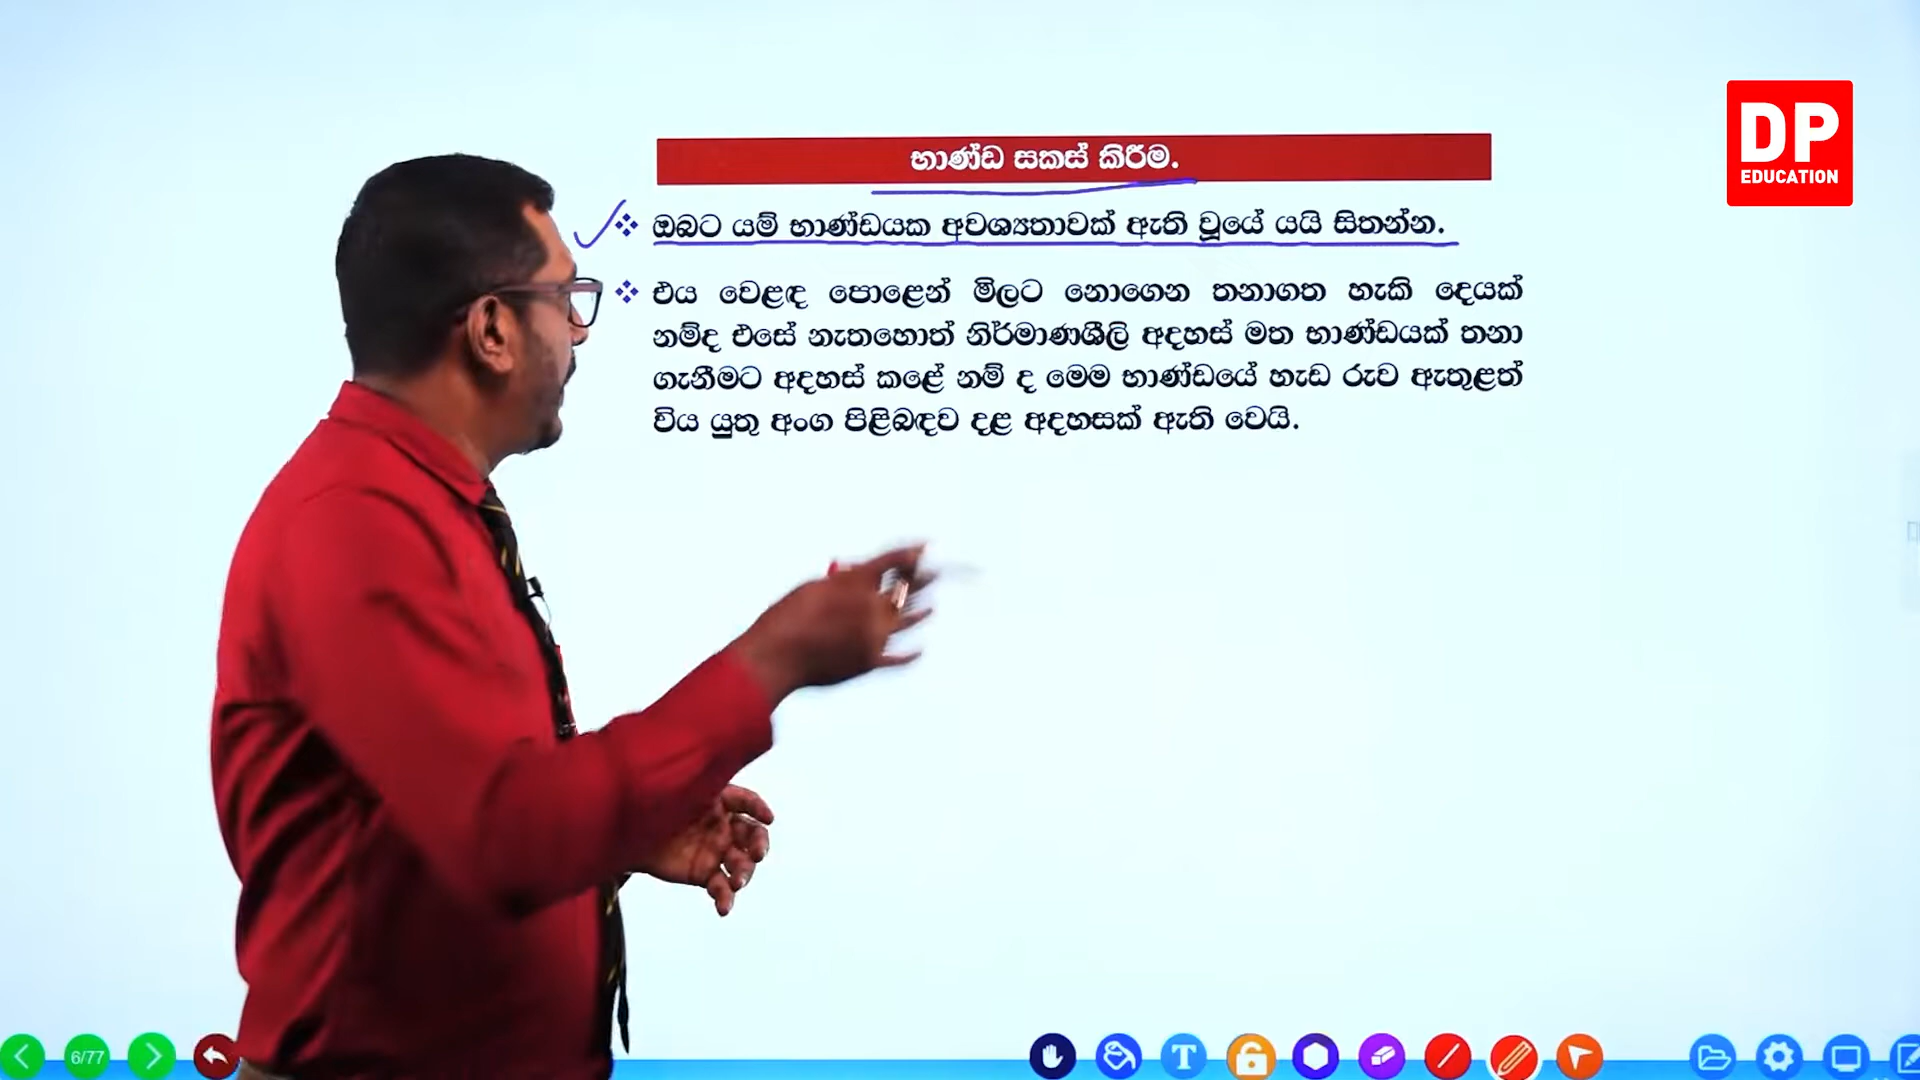 DP
EDUCATION
භාණ්ඩ සකස් කිරීම.
ඔබට යම් භාණ්ඩයක අවශ්‍යතාවක් ඇති වූයේ යයි සිතන්න.
එය වෙළඳ පොළෙන් මිලට නොගෙන තනාගත හැකි දෙයක්
නම්ද එසේ නැතහොත් නිර්මාණශීලි අදහස් මත භාණ්ඩයක් තනා
ගැනීමට අදහස් කළේ නම් ද මෙම භාණ්ඩයේ හැඩ රුව ඇතුළත්
විය යුතු අංග පිළිබඳව දළ අදහසක් ඇති වෙයි.
6/77
T